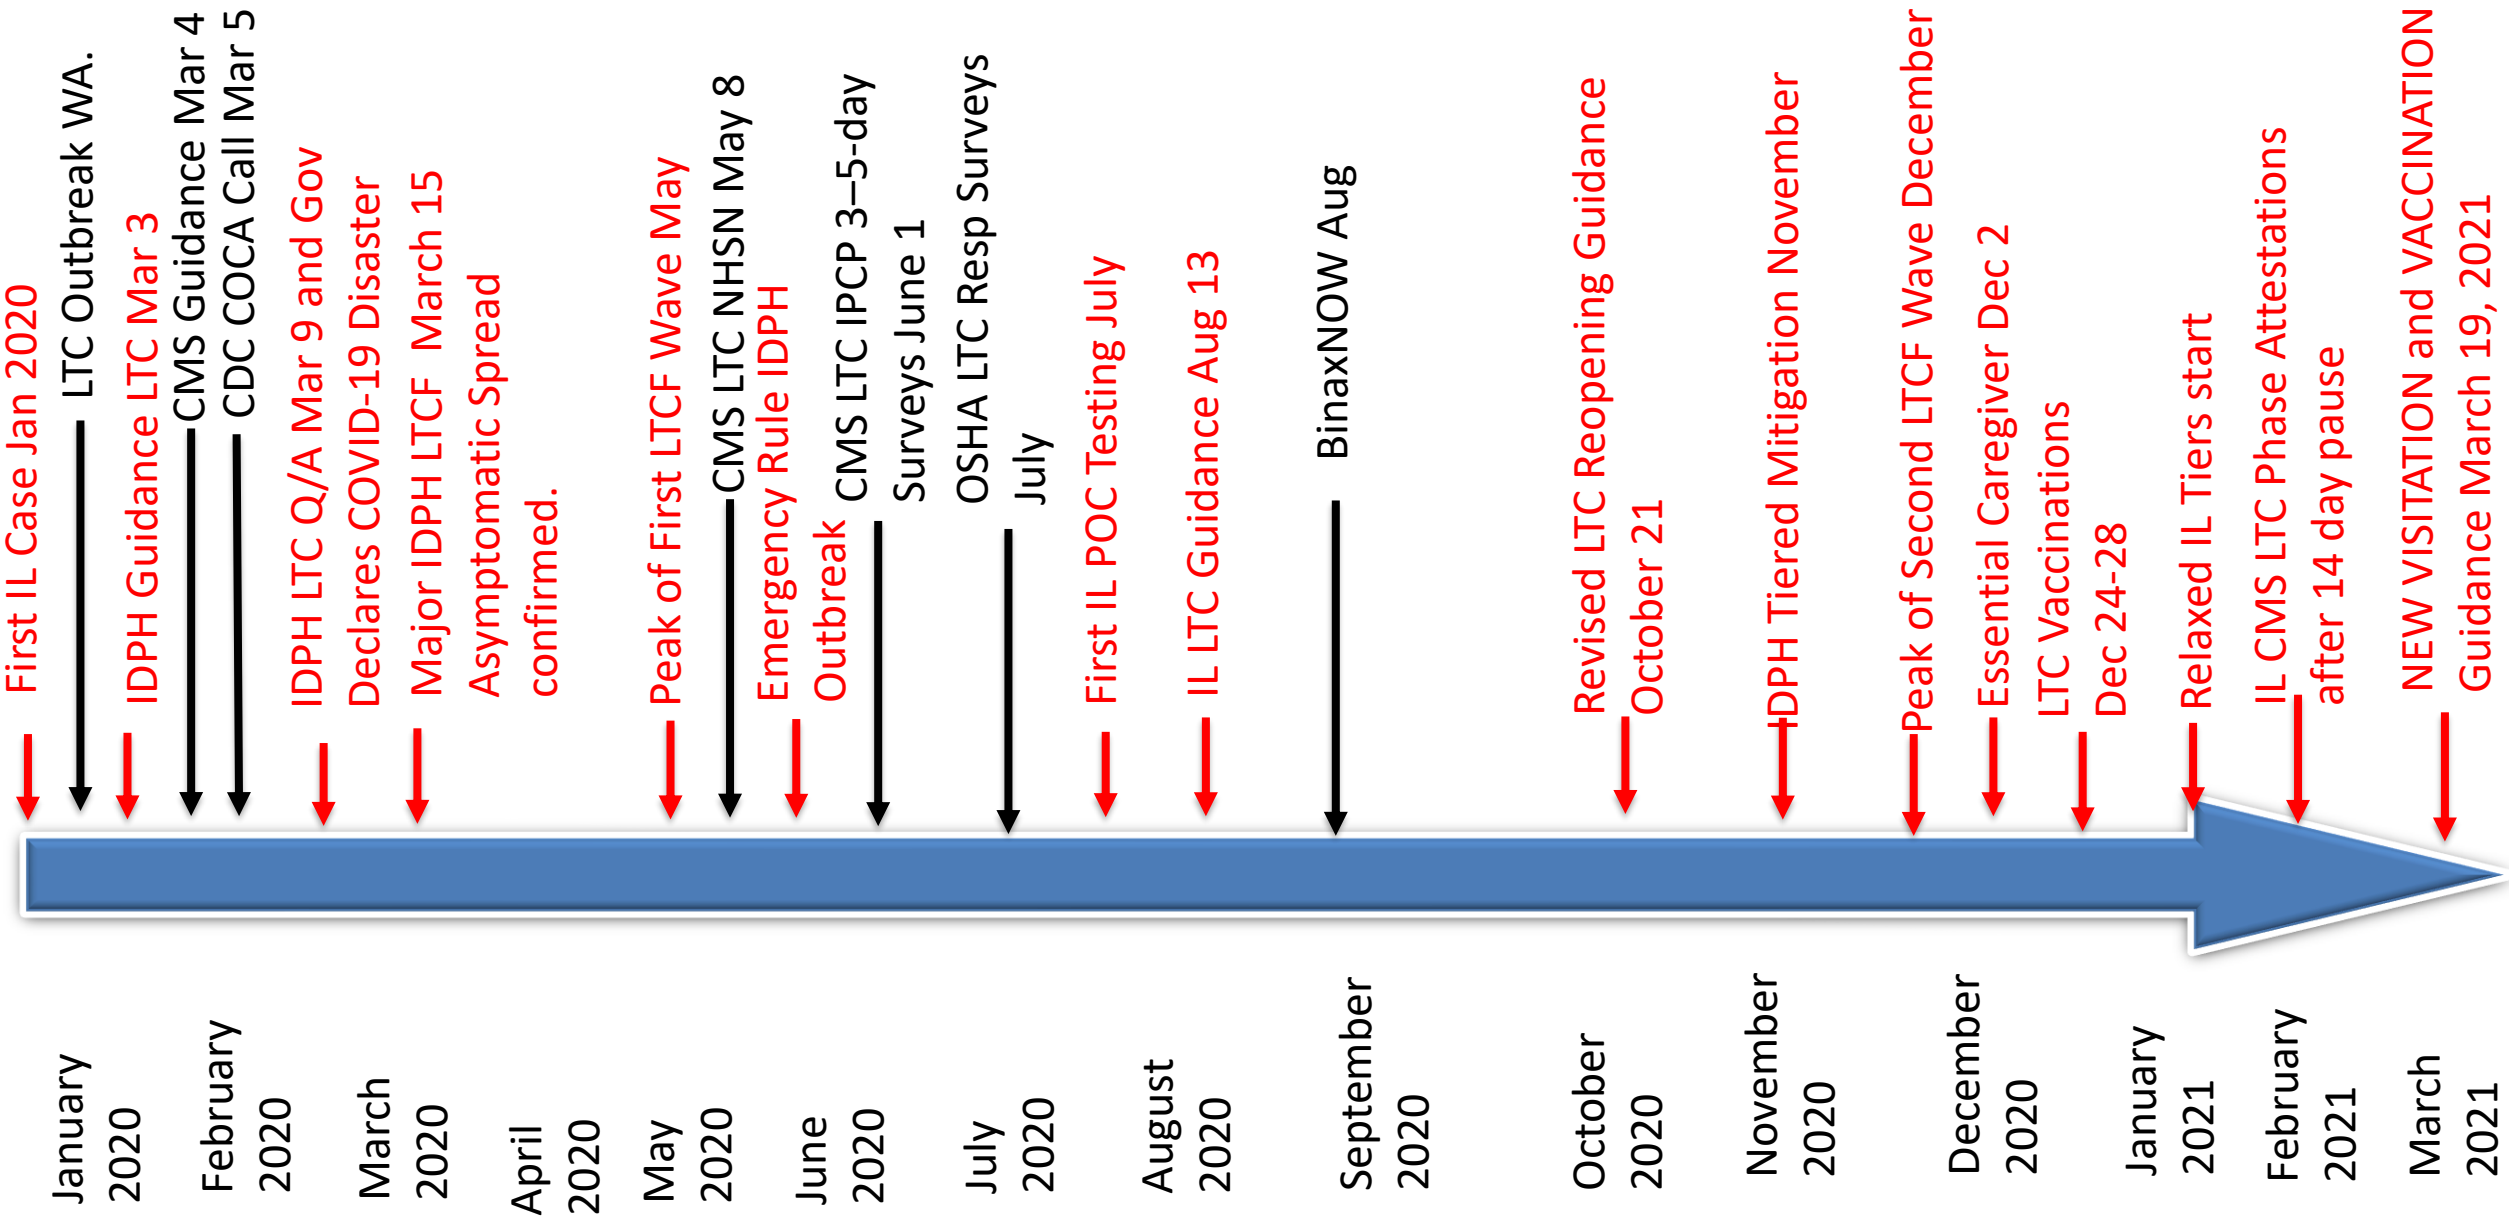 First IL Case Jan 2020
LTC Outbreak WA.
IDPH Guidance LTC Mar 3
CMS Guidance Mar 4
CDC COCA Call Mar 5
IDPH LTC Q/A Mar 9 and Gov
Declares COVID-19 Disaster
Major IDPH LTCF March 15
Asymptomatic Spread
confirmed.
Peak of First LTCF Wave May
CMS LTC NHSN May 8
Emergency Rule IDPH
Outbreak
CMS LTC IPCP 3–5-day
Surveys June 1
OSHA LTC Resp Surveys
July
First IL POC Testing July
IL LTC Guidance Aug 13
BinaxNOW Aug
Revised LTC Reopening Guidance
October 21
IDPH Tiered Mitigation November
Peak of Second LTCF Wave December
Essential Caregiver Dec 2
LTC Vaccinations
Dec 24-28
Relaxed IL Tiers start
IL CMS LTC Phase Attestations
after 14 day pause
NEW VISITATION and VACCINATION
Guidance March 19, 2021
January
2020
February
2020
March
2020
April
2020
May
2020
June
2020
July
2020
August
2020
September
2020
October
2020
November
2020
December
2020
January
2021
February
2021
March
2021